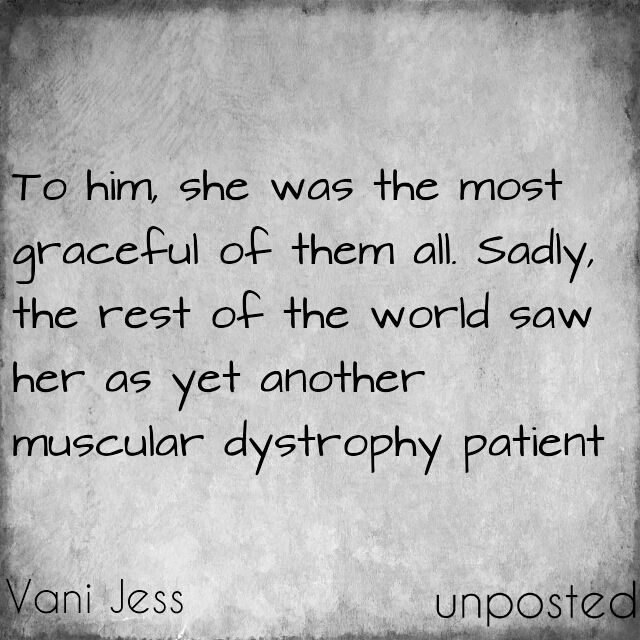 To him, she was the most
graceful of them all. Sadly,
the rest of the world saw
her as yet another
muscular dystrophy patient
Vani Jess
unposted